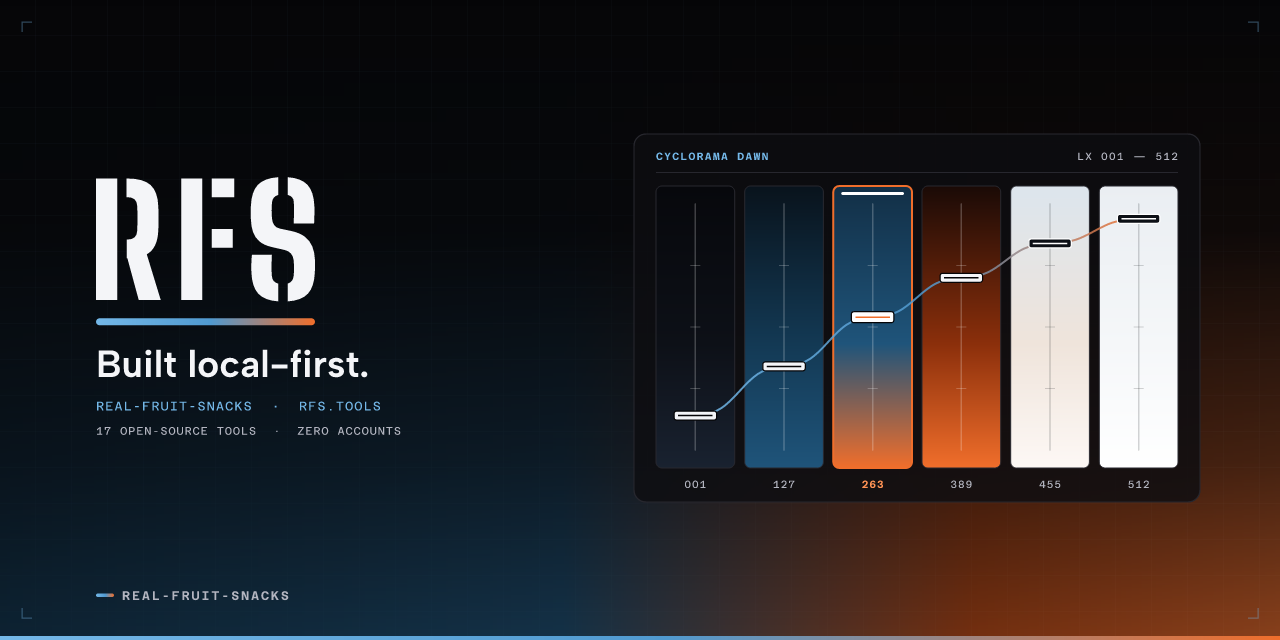 RFS
Built local-first.
REAL-FRUIT-SNACKS · RFS.TOOLS
17 OPEN-SOURCE TOOLS · ZERO ACCOUNTS
REAL-FRUIT-SNACKS
CYCLORAMA DAWN LX 001 — 512
001 127 263 389 455 512